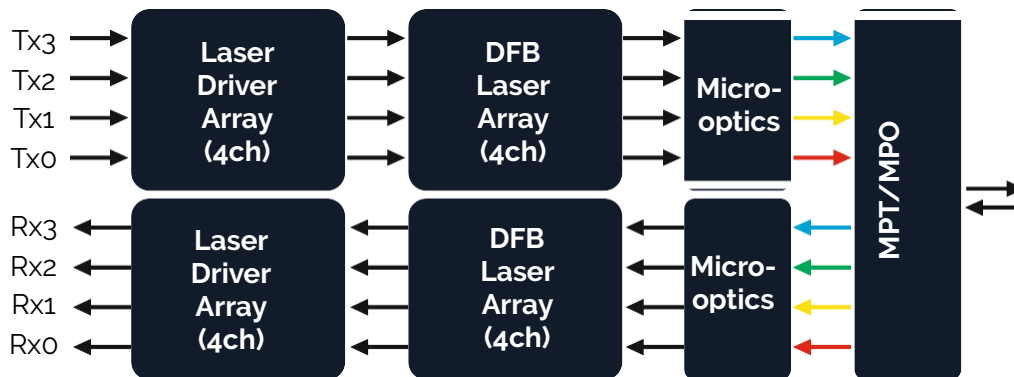 Tx3
Tx2
Tx1
Tx0
Laser
Driver
Array
(4ch)
DFB
Laser
Array
(4ch)
Micro-
optics
MPT/MPO
Rx3
Rx2
Rx1
Rx0
Laser
Driver
Array
(4ch)
DFB
Laser
Array
(4ch)
Micro-
optics